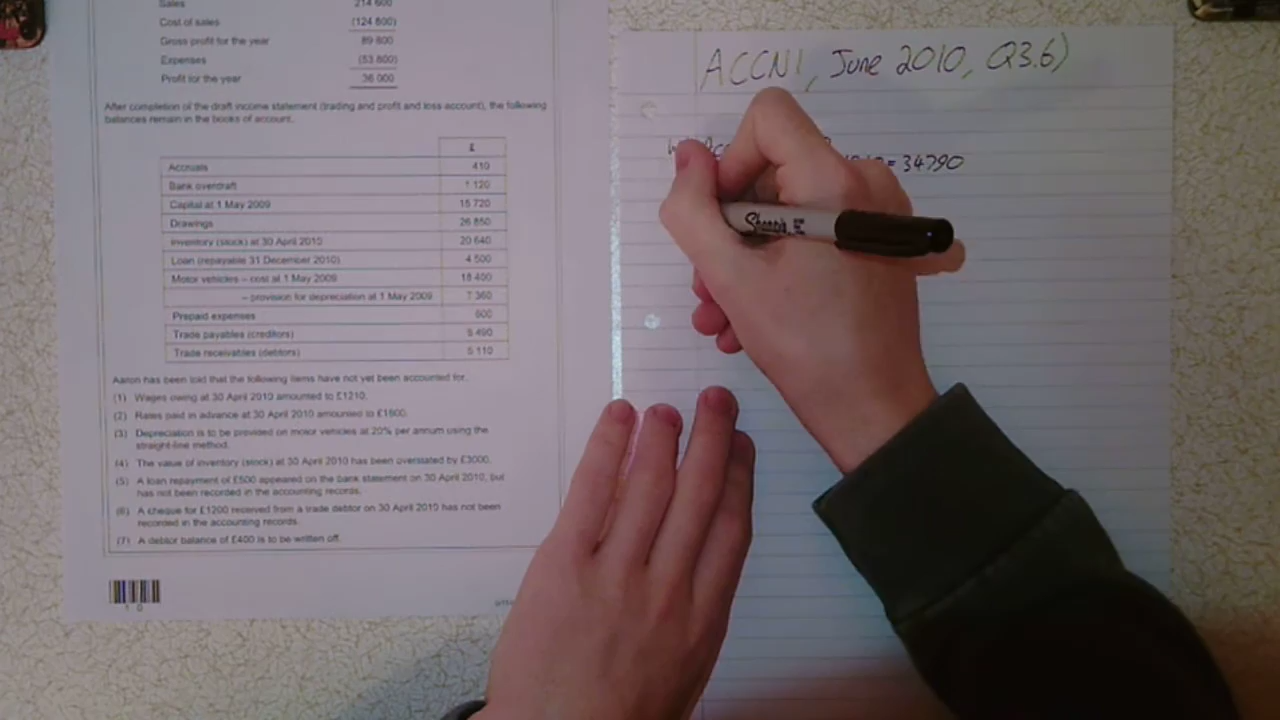 Sales 214 600
Cost of sales (124 800)
Gross profit for the year 89 800
Expenses (53 800)
Profit for the year 36 000
After completion of the draft income statement (trading and profit and loss account), the following
balances remain in the books of account.
£
Accruals 410
Bank overdraft 1 120
Capital at 1 May 2009 15 720
Drawings 26 850
Inventory (stock) at 30 April 2010 20 640
Loan (repayable 31 December 2010) 4 500
Motor vehicles – cost at 1 May 2009 18 400
– provision for depreciation at 1 May 2009 7 360
Prepaid expenses 600
Trade payables (creditors) 490
Trade receivables (debtors) 5 110
Aaron has been told that the following items have not yet been accounted for.
(1) Wages owing at 30 April 2010 amounted to £1210.
(2) Rates paid in advance at 30 April 2010 amounted to £1800.
(3) Depreciation is to be provided on motor vehicles at 20% per annum using the
straight-line method.
(4) The value of inventory (stock) at 30 April 2010 has been overstated by £3000.
(5) A loan repayment of £500 appeared on the bank statement on 30 April 2010, but
has not been recorded in the accounting records.
(6) A cheque for £1200 received from a trade debtor on 30 April 2010 has not been
recorded in the accounting records.
(7) A debtor balance of £400 is to be written off.
1 0
ACCN1, June 2010, Q3.b)
= 34790
Sharpie